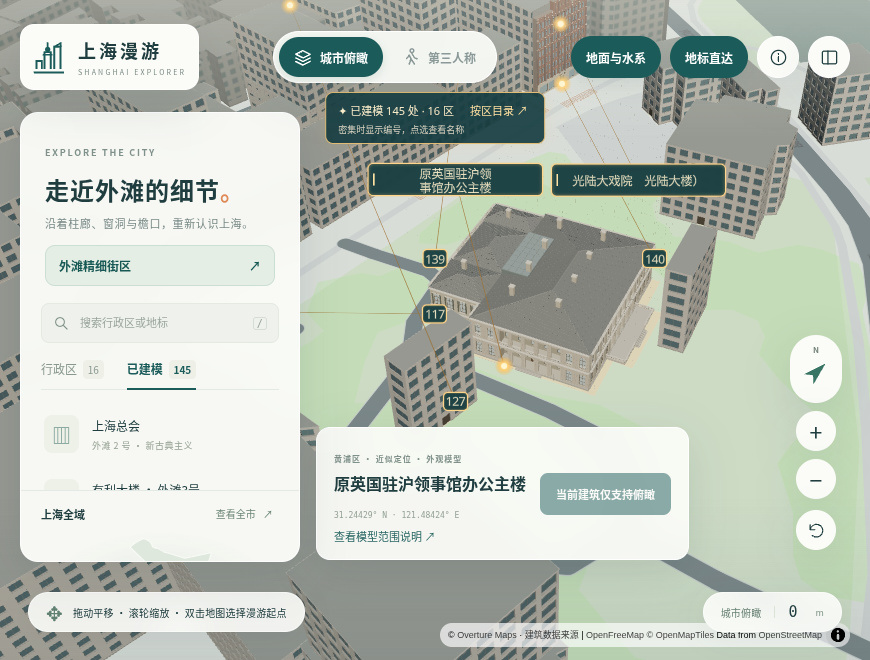 上海漫游
SHANGHAI EXPLORER
城市俯瞰
第三人称
地面与水系
地标直达
✦ 已建模 145 处 · 16 区 按区目录 ↗
密集时显示编号，点选查看名称
原英国驻沪领
事馆办公主楼
光陆大戏院 光陆大楼）
139
140
117
127
EXPLORE THE CITY
走近外滩的细节。
沿着柱廊、窗洞与檐口，重新认识上海。
外滩精细街区 ↗
搜索行政区或地标 /
行政区 16 已建模 145
上海总会
外滩 2 号 · 新古典主义
有利大楼 · 外滩3号
上海全域 查看全市 ↗
黄浦区 · 近似定位 · 外观模型
原英国驻沪领事馆办公主楼
当前建筑仅支持俯瞰
31.24429° N · 121.48424° E
查看模型范围说明 ↗
N
+
−
拖动平移 · 滚轮缩放 · 双击地图选择漫游起点
城市俯瞰 0 m
© Overture Maps · 建筑数据来源 | OpenFreeMap © OpenMapTiles Data from OpenStreetMap